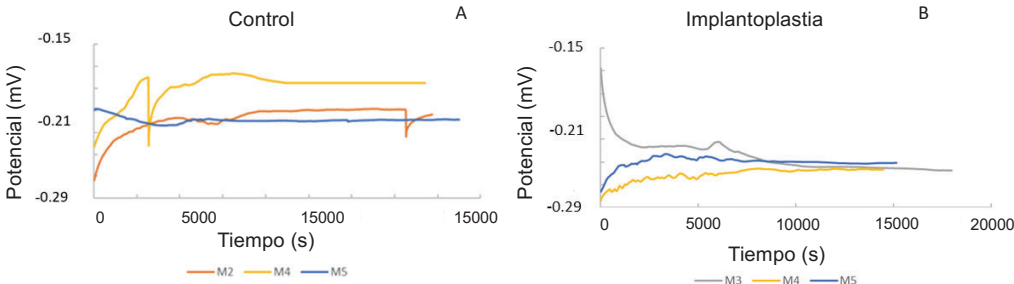 Control
A
Potencial (mV)
-0.15
-0.21
-0.29
0
5000
15000
15000
Tiempo (s)
M2
M4
M5
Implantoplastia
B
Potencial (mV)
-0.15
-0.21
-0.29
0
5000
10000
15000
20000
Tiempo (s)
M3
M4
M5